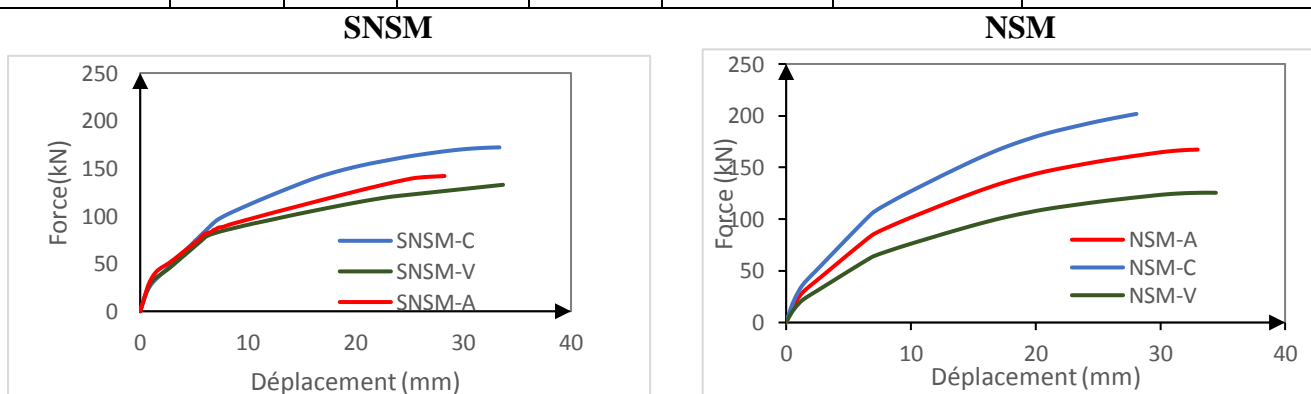 SNSM
250
200
150
100
50
0
Force(kN)
SNSM-C
SNSM-V
SNSM-A
0 10 20 30 40
Déplacement (mm)
NSM
250
200
150
100
50
0
Force (kN)
NSM-A
NSM-C
NSM-V
0 10 20 30 40
Déplacement (mm)